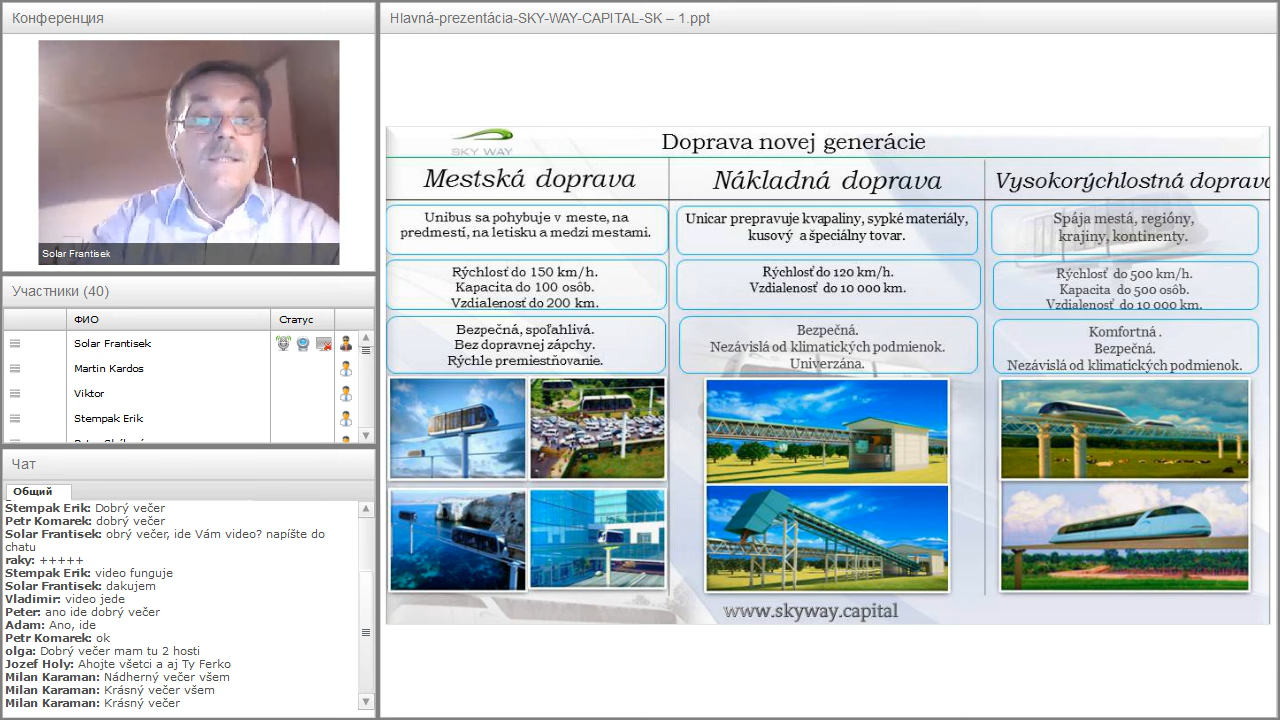 Конференция
Solar Frantisek
Участники (40)
ФИО
Статус
Solar Frantisek
Martin Kardos
Viktor
Stempak Erik
Чат
Общий
Stempak Erik: Dobrý večer
Petr Komarek: dobrý večer
Solar Frantisek: obrý večer, ide Vám video? napíšte do
chatu
raky: +++++
Stempak Erik: video funguje
Solar Frantisek: dakujem
Vladimir: video jede
Peter: ano ide dobrý večer
Adam: Ano, ide
Petr Komarek: ok
olga: Dobrý večer mam tu 2 hosti
Jozef Holy: Ahojte všetci a aj Ty Ferko
Milan Karaman: Nádherný večer všem
Milan Karaman: Krásný večer všem
Milan Karaman: Krásný večer
Hlavná-prezentácia-SKY-WAY-CAPITAL-SK – 1.ppt
SKY WAY
Doprava novej generácie
Mestská doprava
Unibus sa pohybuje v meste, na
predmestí, na letisku a medzi mestami.
Rýchlosť do 150 km/h.
Kapacita do 100 osób.
Vzdialenosť do 200 km.
Bezpečná, spoľahlivá.
Bez dopravnej zápchy.
Rýchle premiestňovanie.
Nákladná doprava
Unicar prepravuje kvapaliny, sypké materiály,
kusový a špeciálny tovar.
Rýchlosť do 120 km/h.
Vzdialenosť do 10 000 km.
Bezpečná.
Nezávislá od klimatických podmienok.
Univerzána.
Vysokorýchlostná doprava
Spája mestá, regióny,
krajiny, kontinenty.
Rýchlosť do 500 km/h.
Kapacita do 500 osób.
Vzdialenosť do 10 000 km.
Komfortná .
Bezpečná.
Nezávislá od klimatických podmienok.
www.skyway.capital